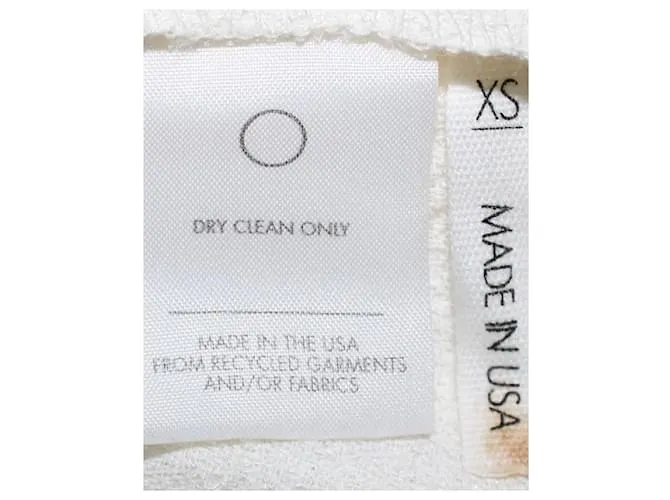 DRY CLEAN ONLY
MADE IN THE USA
FROM RECYCLED GARMENTS
AND/OR FABRICS
XS
MADE IN USA